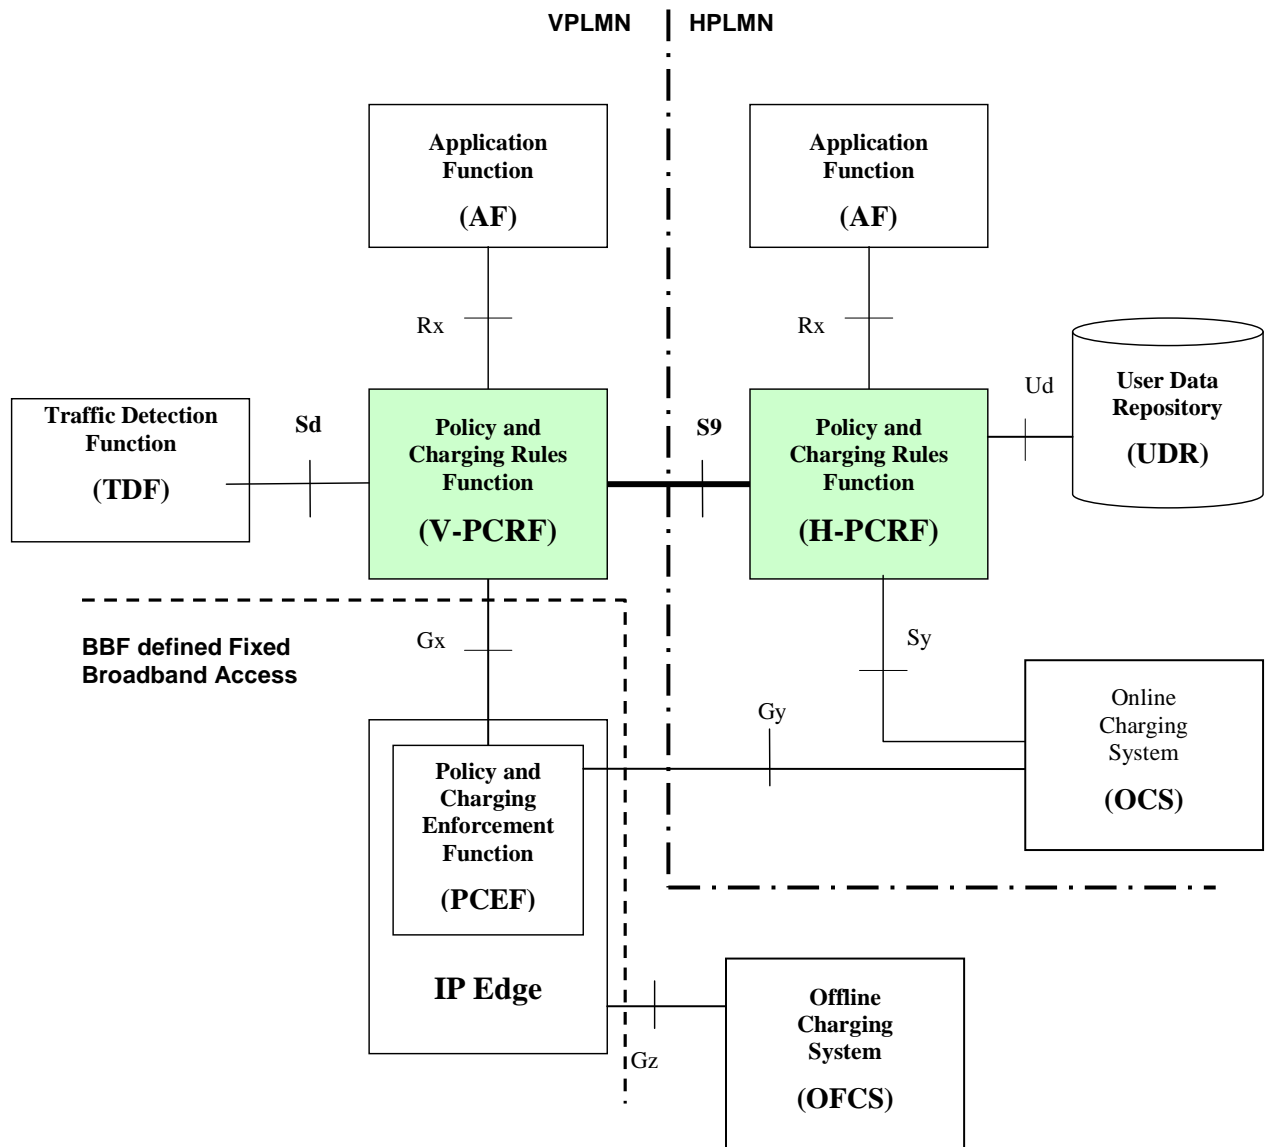 VPLMN
HPLMN
Application
Function
(AF)
Application
Function
(AF)
Rx
Rx
Traffic Detection
Function
(TDF)
Sd
Policy and
Charging Rules
Function
(V-PCRF)
S9
Policy and
Charging Rules
Function
(H-PCRF)
Ud
User Data
Repository
(UDR)
BBF defined Fixed
Broadband Access
Gx
Sy
Gy
Policy and
Charging
Enforcement
Function
(PCEF)
IP Edge
Online
Charging
System
(OCS)
Gz
Offline
Charging
System
(OFCS)